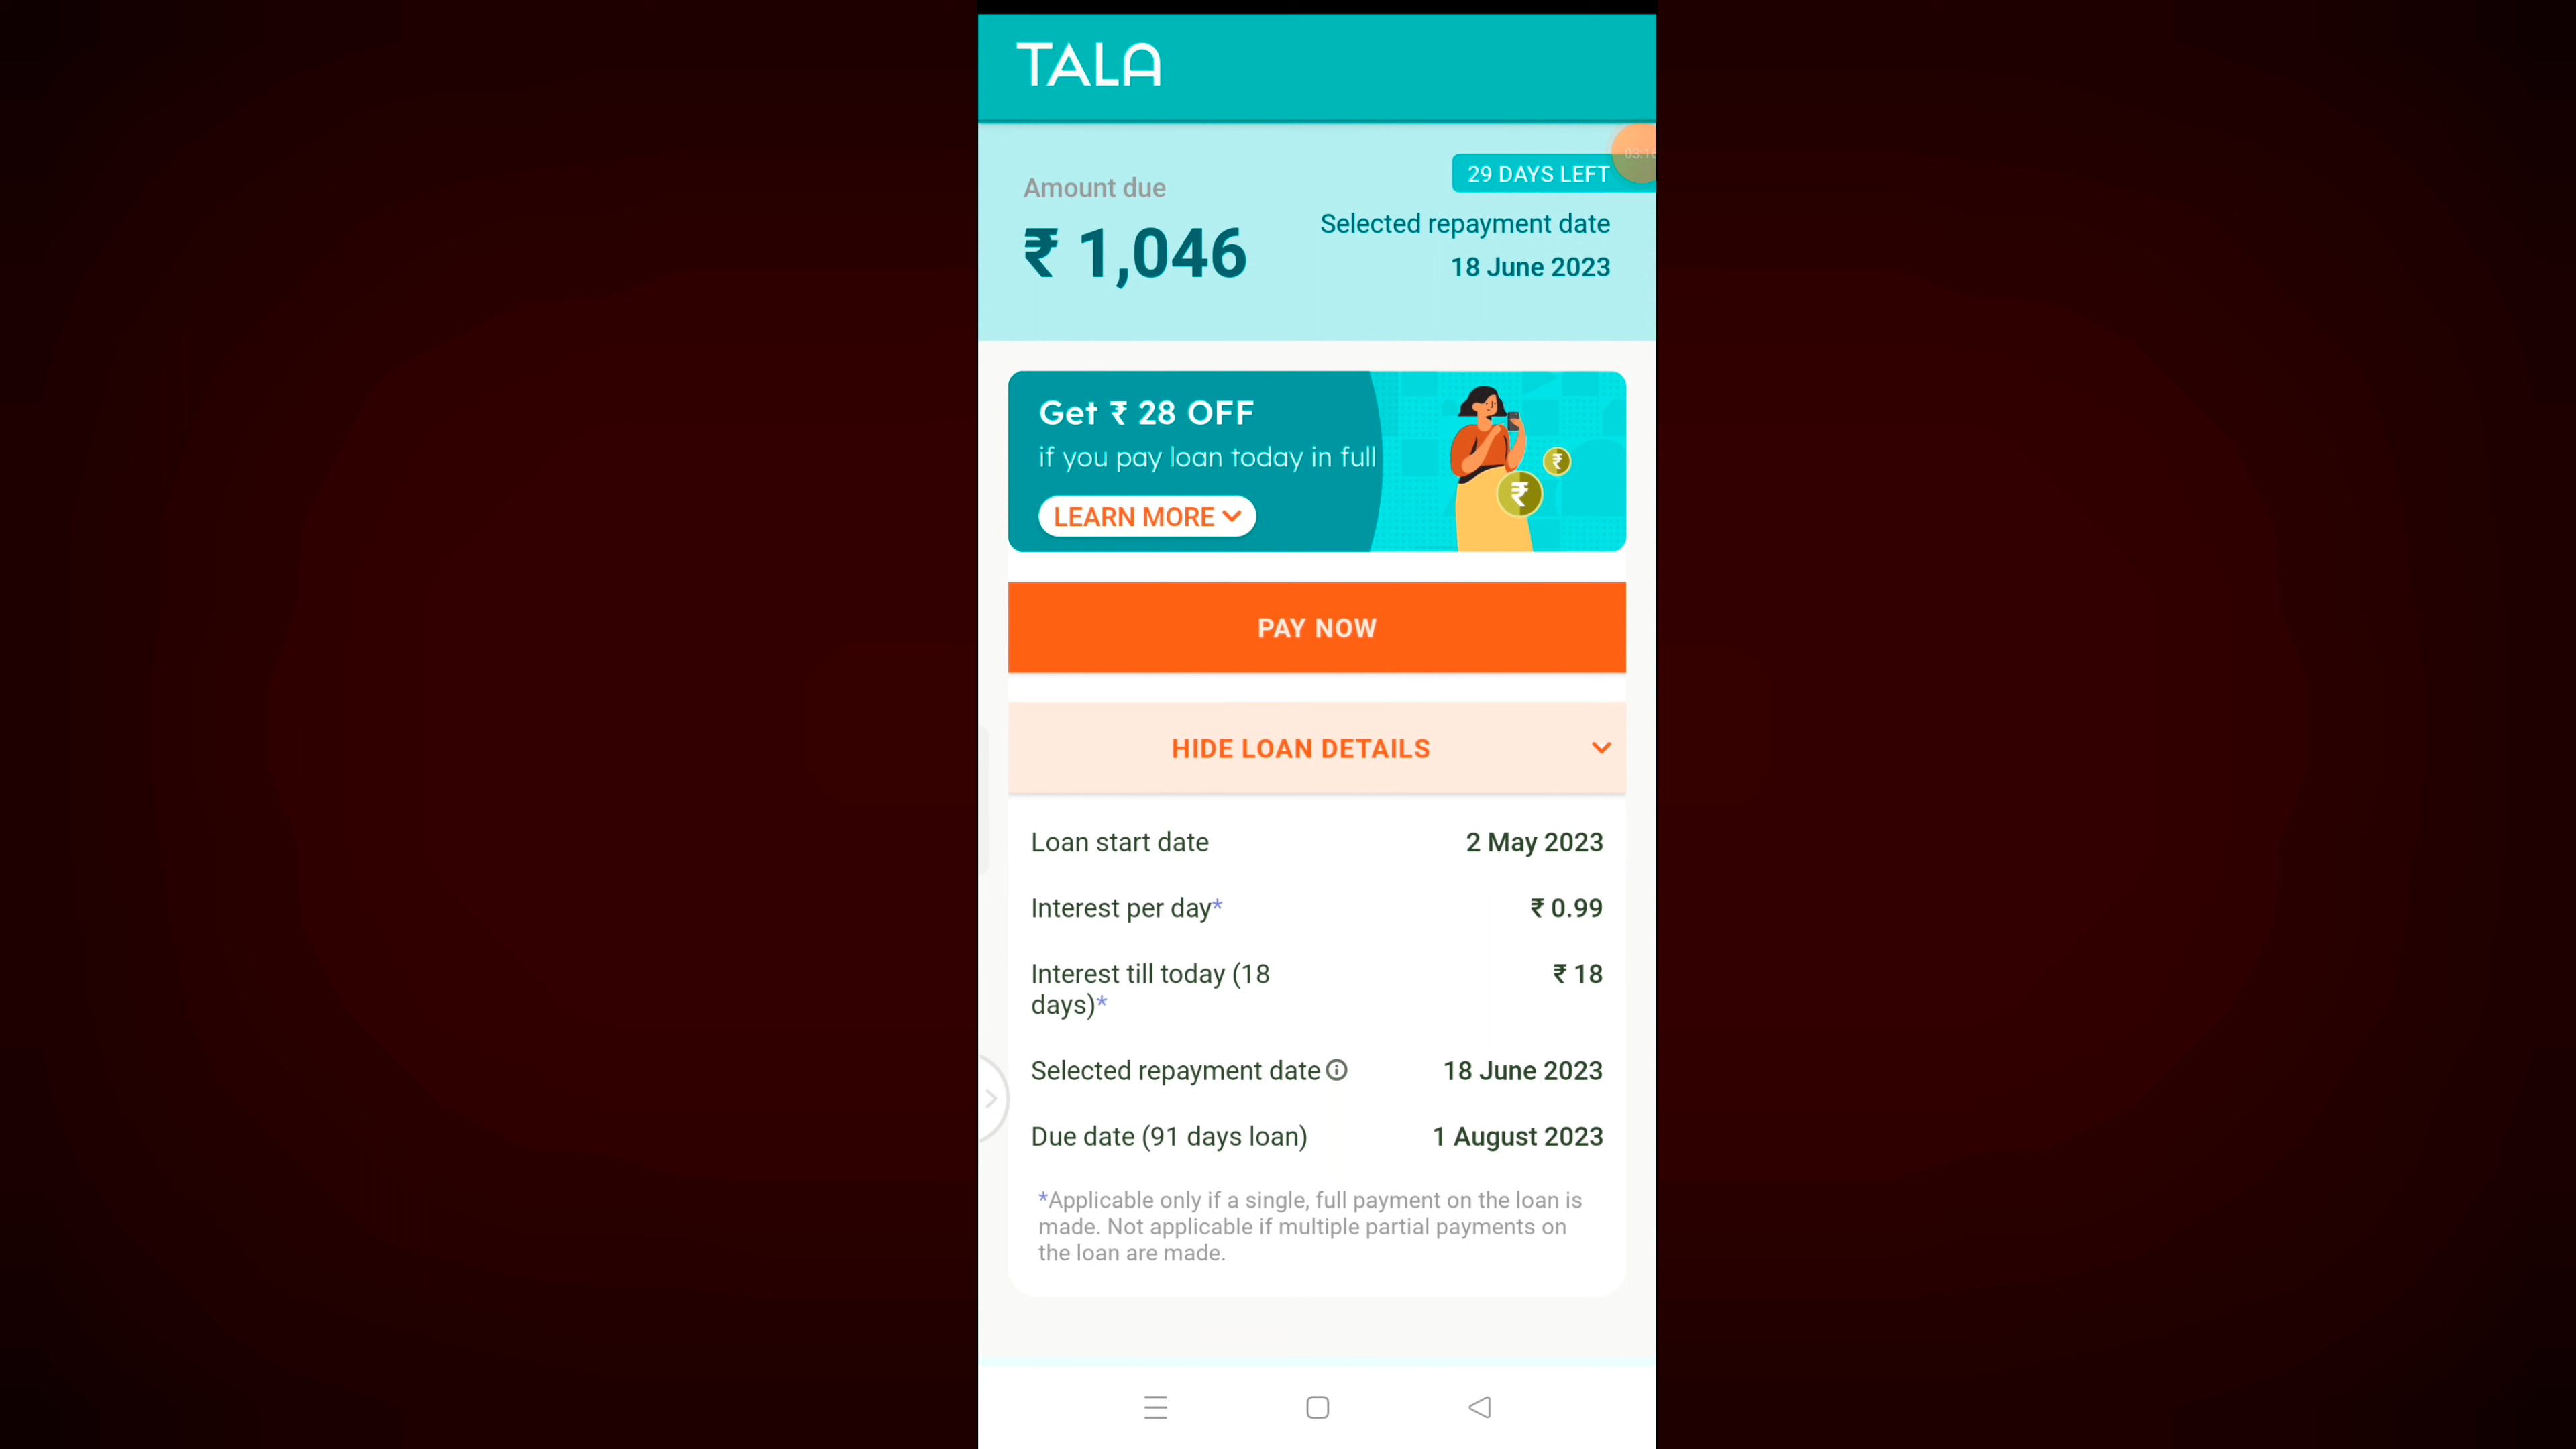 TALA
29 DAYS LEFT
03:16
Amount due
Selected repayment date
₹ 1,046
18 June 2023
Get ₹ 28 OFF
if you pay loan today in full
₹
₹
LEARN MORE
PAY NOW
HIDE LOAN DETAILS
Loan start date 2 May 2023
Interest per day* ₹ 0.99
Interest till today (18 ₹ 18
days)*
Selected repayment date 18 June 2023
Due date (91 days loan) 1 August 2023
*Applicable only if a single, full payment on the loan is
made. Not applicable if multiple partial payments on
the loan are made.